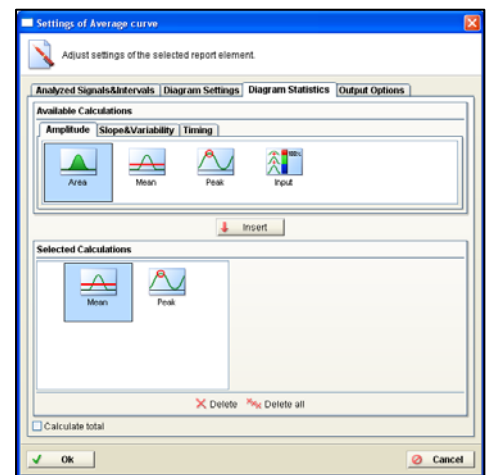 Settings of Average curve
Adjust settings of the selected report element.
Analyzed Signals&Intervals Diagram Settings Diagram Statistics Output Options
Available Calculations
Amplitude Slope&Variability Timing
Area Mean Peak Input
Insert
Selected Calculations
Mean Peak
Delete Delete all
Calculate total
Ok Cancel